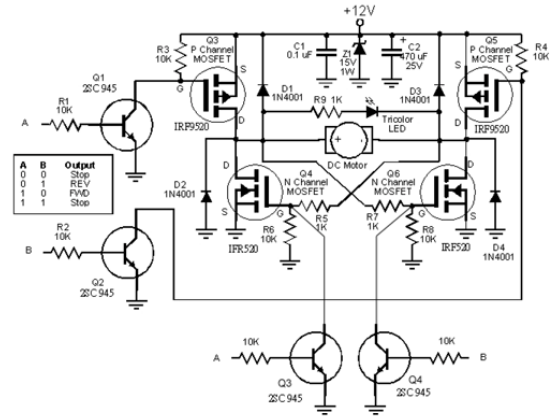 +12V
Q3
P Channel
MOSFET
R3
10K
S
G
D
IRF9520
Q1
2SC945
R1
10K
A
C1
0.1 uF
Z1
15V
1W
+
C2
470 uF
25V
Q5
P Channel
MOSFET
R4
10K
S
G
D
IRF9520
D1
1N4001
R9 1K
Tricolor
LED
D3
1N4001
+
-
DC Motor
A B Output
0 0 Stop
0 1 REV
1 0 FWD
1 1 Stop
D2
1N4001
D
G
S
IFR520
Q4
N Channel
MOSFET
R5
1K
R6
10K
Q6
N Channel
MOSFET
R7
1K
R8
10K
D
G
S
IRF520
D4
1N4001
B
R2
10K
Q2
2SC945
A
10K
Q3
2SC945
10K
B
Q4
2SC945